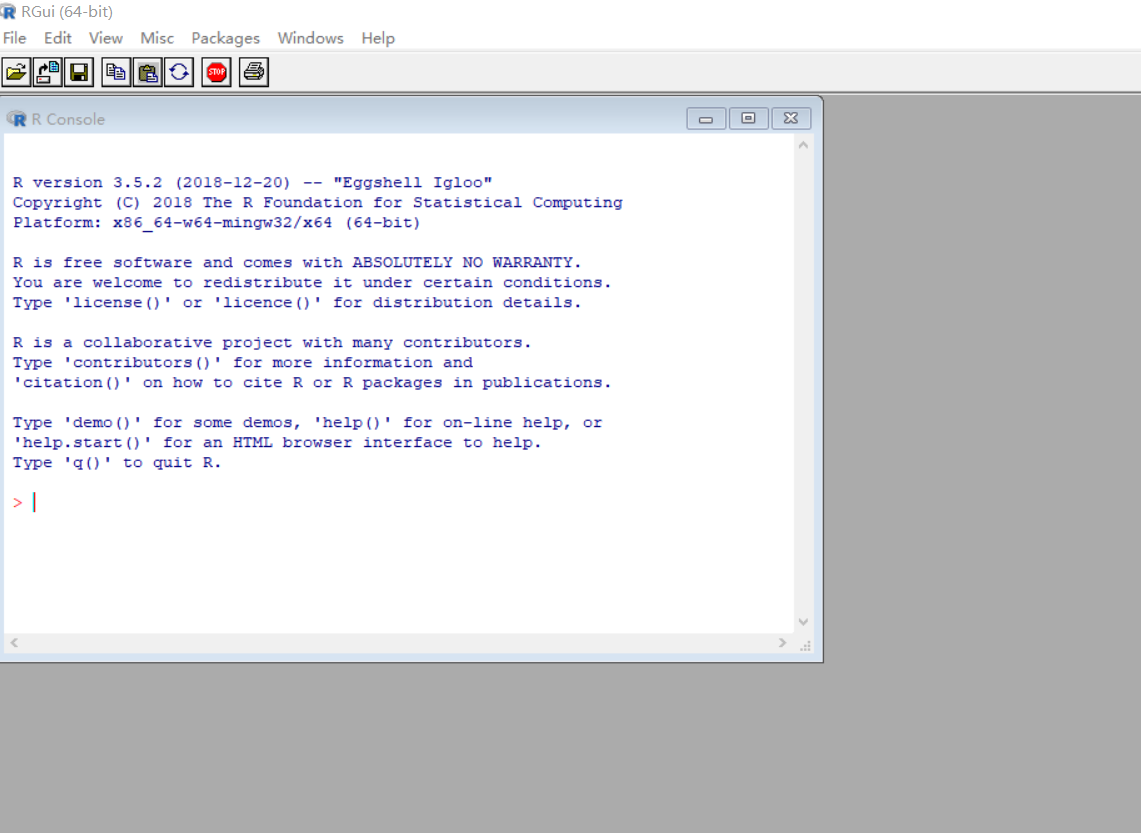 RGui (64-bit)
File Edit View Misc Packages Windows Help
STOP
R Console
R version 3.5.2 (2018-12-20) -- "Eggshell Igloo"
Copyright (C) 2018 The R Foundation for Statistical Computing
Platform: x86_64-w64-mingw32/x64 (64-bit)
R is free software and comes with ABSOLUTELY NO WARRANTY.
You are welcome to redistribute it under certain conditions.
Type 'license()' or 'licence()' for distribution details.
R is a collaborative project with many contributors.
Type 'contributors()' for more information and
'citation()' on how to cite R or R packages in publications.
Type 'demo()' for some demos, 'help()' for on-line help, or
'help.start()' for an HTML browser interface to help.
Type 'q()' to quit R.
>